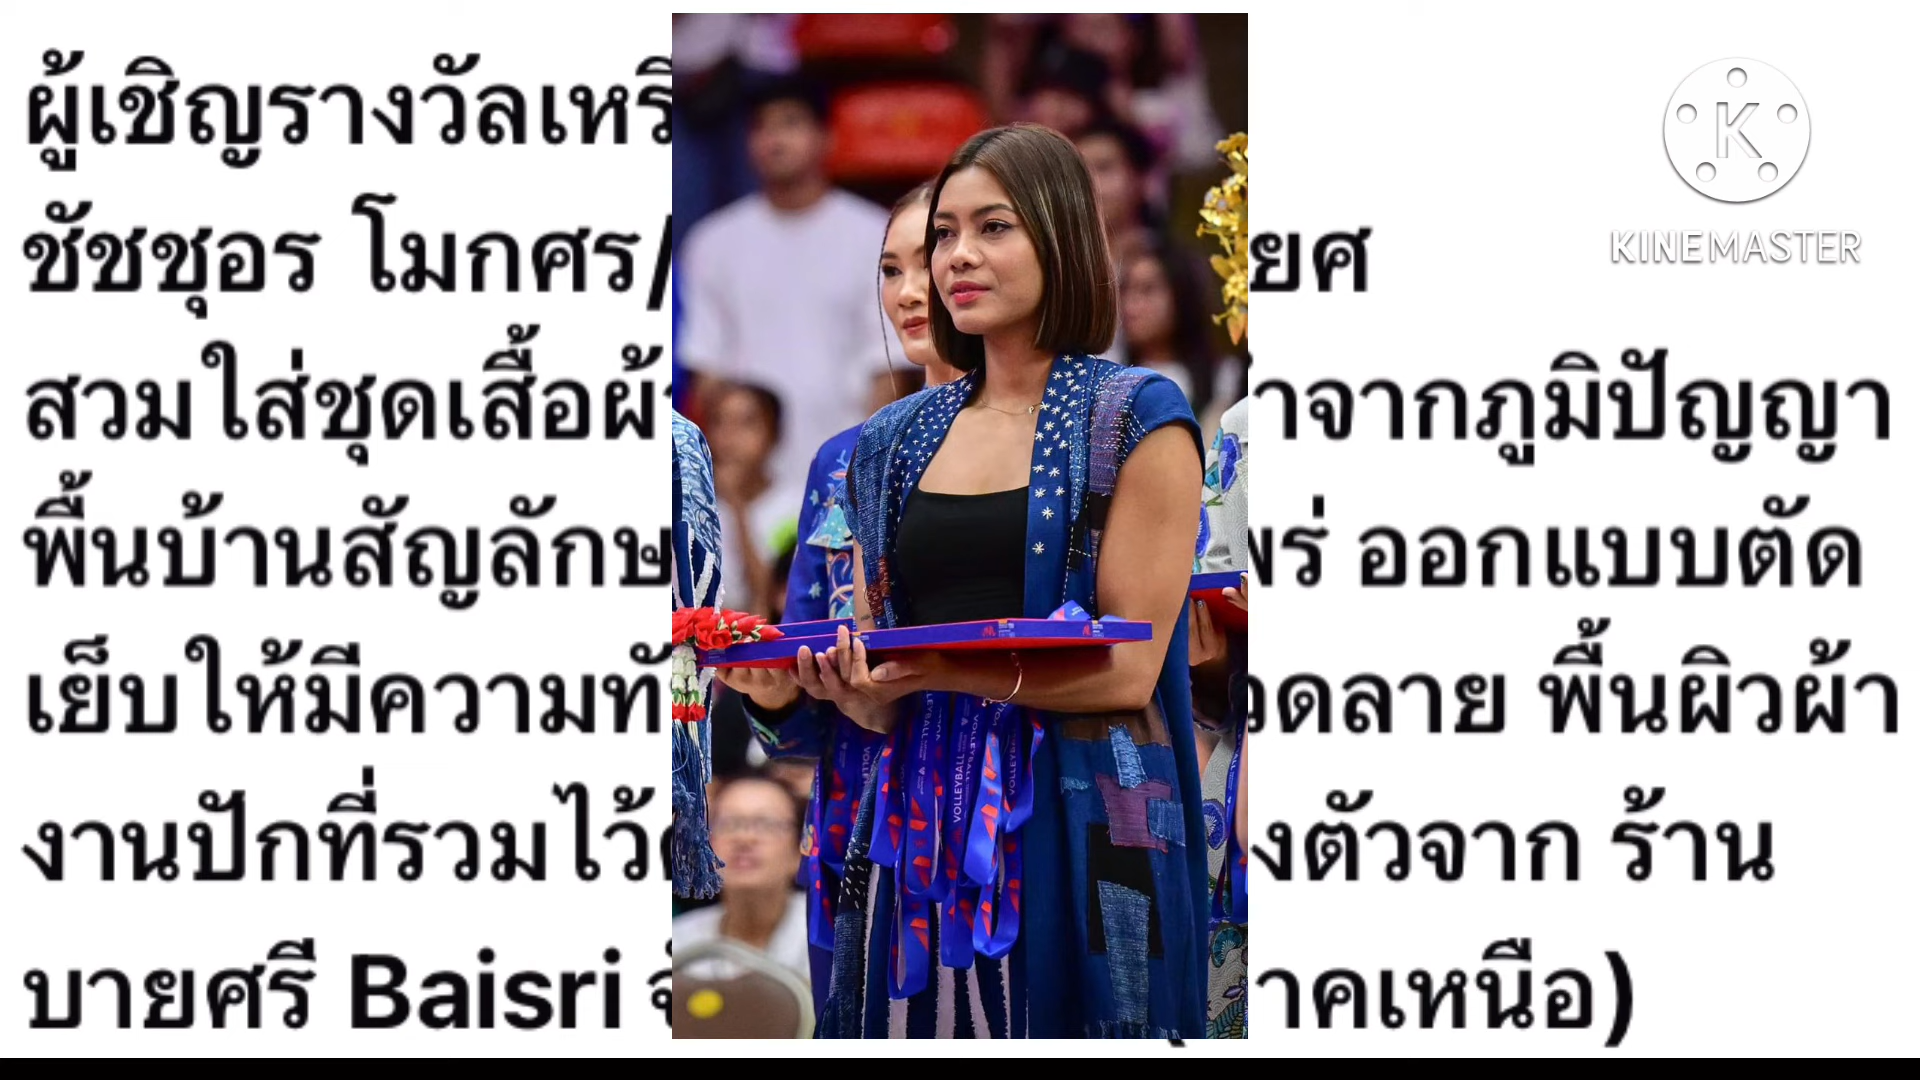 ผู้เชิญรางวัลเหรี
ชัชชุอร โมกศร/
ยศ
สวมใส่ชุดเสื้อผ้า
ำจากภูมิปัญญา
พื้นบ้านสัญลักษ
พร่ ออกแบบตัด
เย็บให้มีความทั
วดลาย พื้นผิวผ้า
งานปักที่รวมไว้
งตัวจาก ร้าน
บายศรี Baisri
าคเหนือ)
KINEMASTER
VOLLEYBALL
VOLLEYBALL